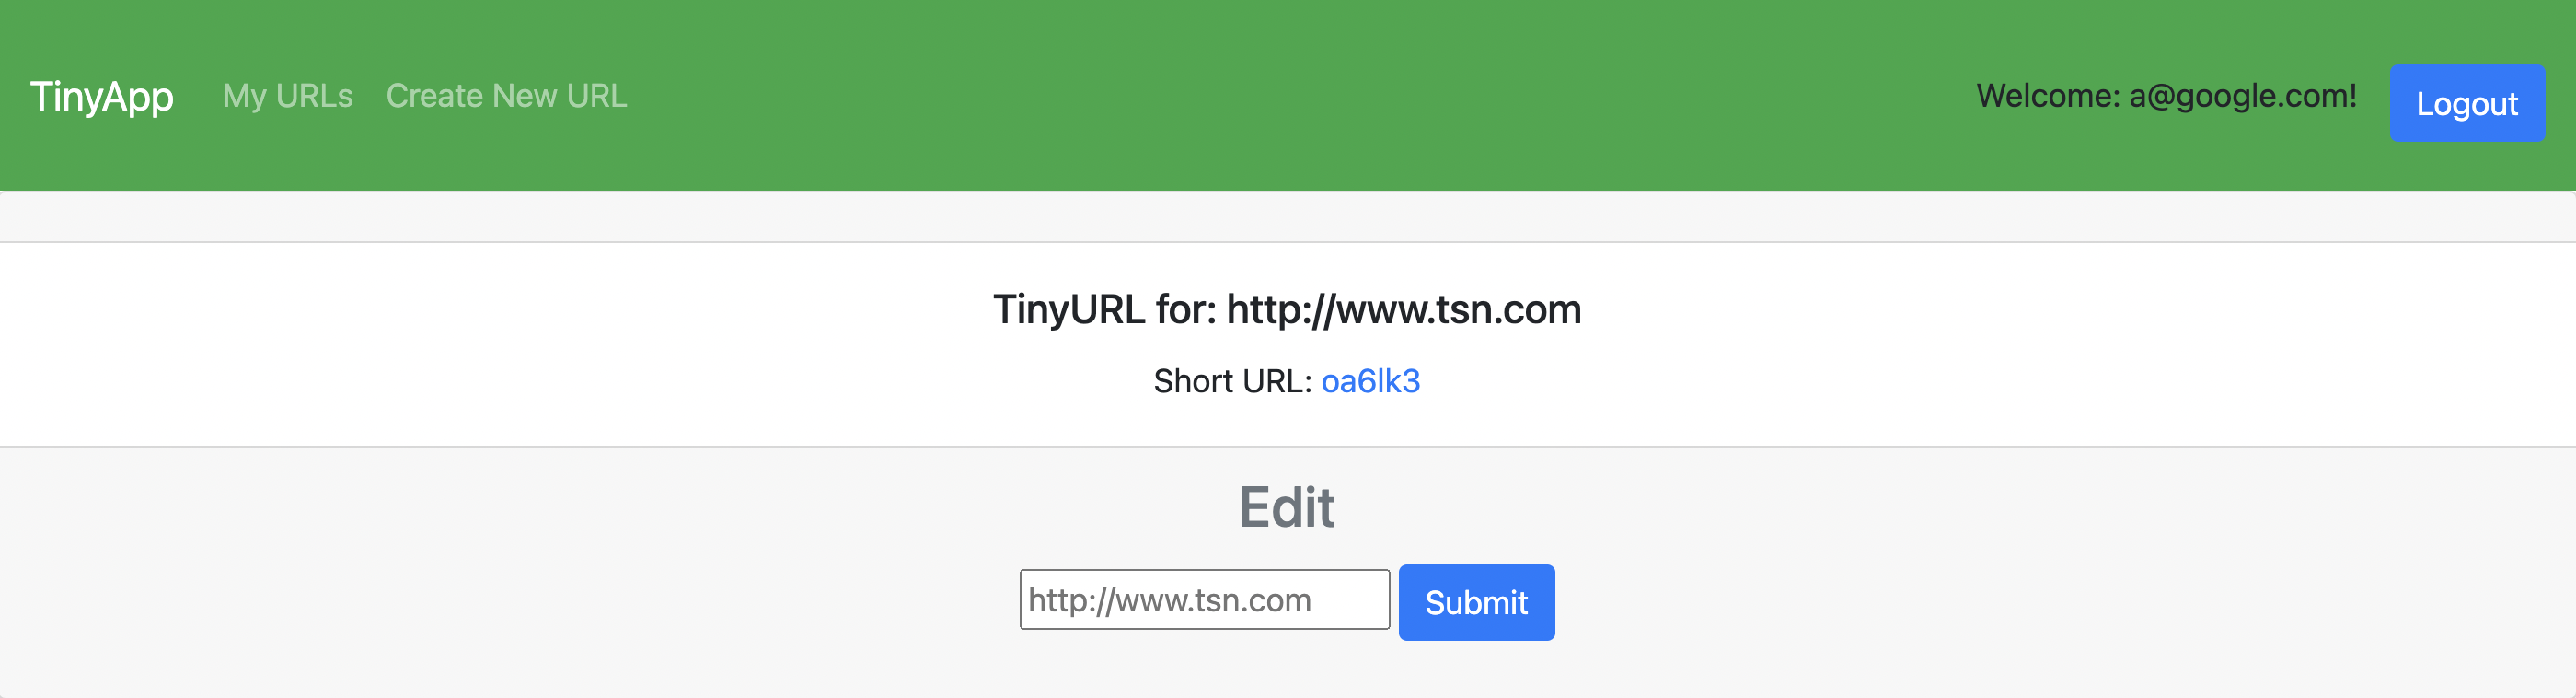 TinyApp My URLs Create New URL Welcome: a@google.com! Logout
TinyURL for: http://www.tsn.com
Short URL: oa6lk3
Edit
http://www.tsn.com Submit